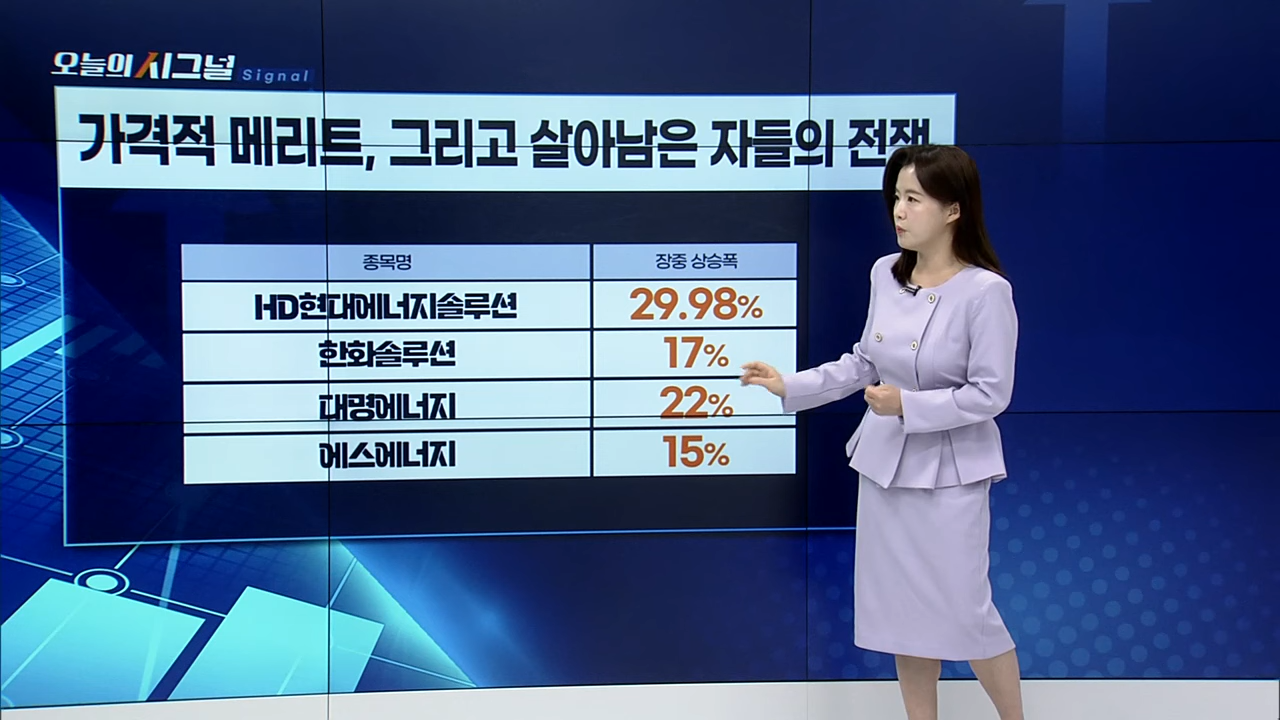 오늘의 시그널 Signal
가격적 메리트, 그리고 살아남은 자들의 전쟁
종목명 장중 상승폭
HD현대에너지솔루션 29.98%
한화솔루션 17%
대명에너지 22%
에스에너지 15%